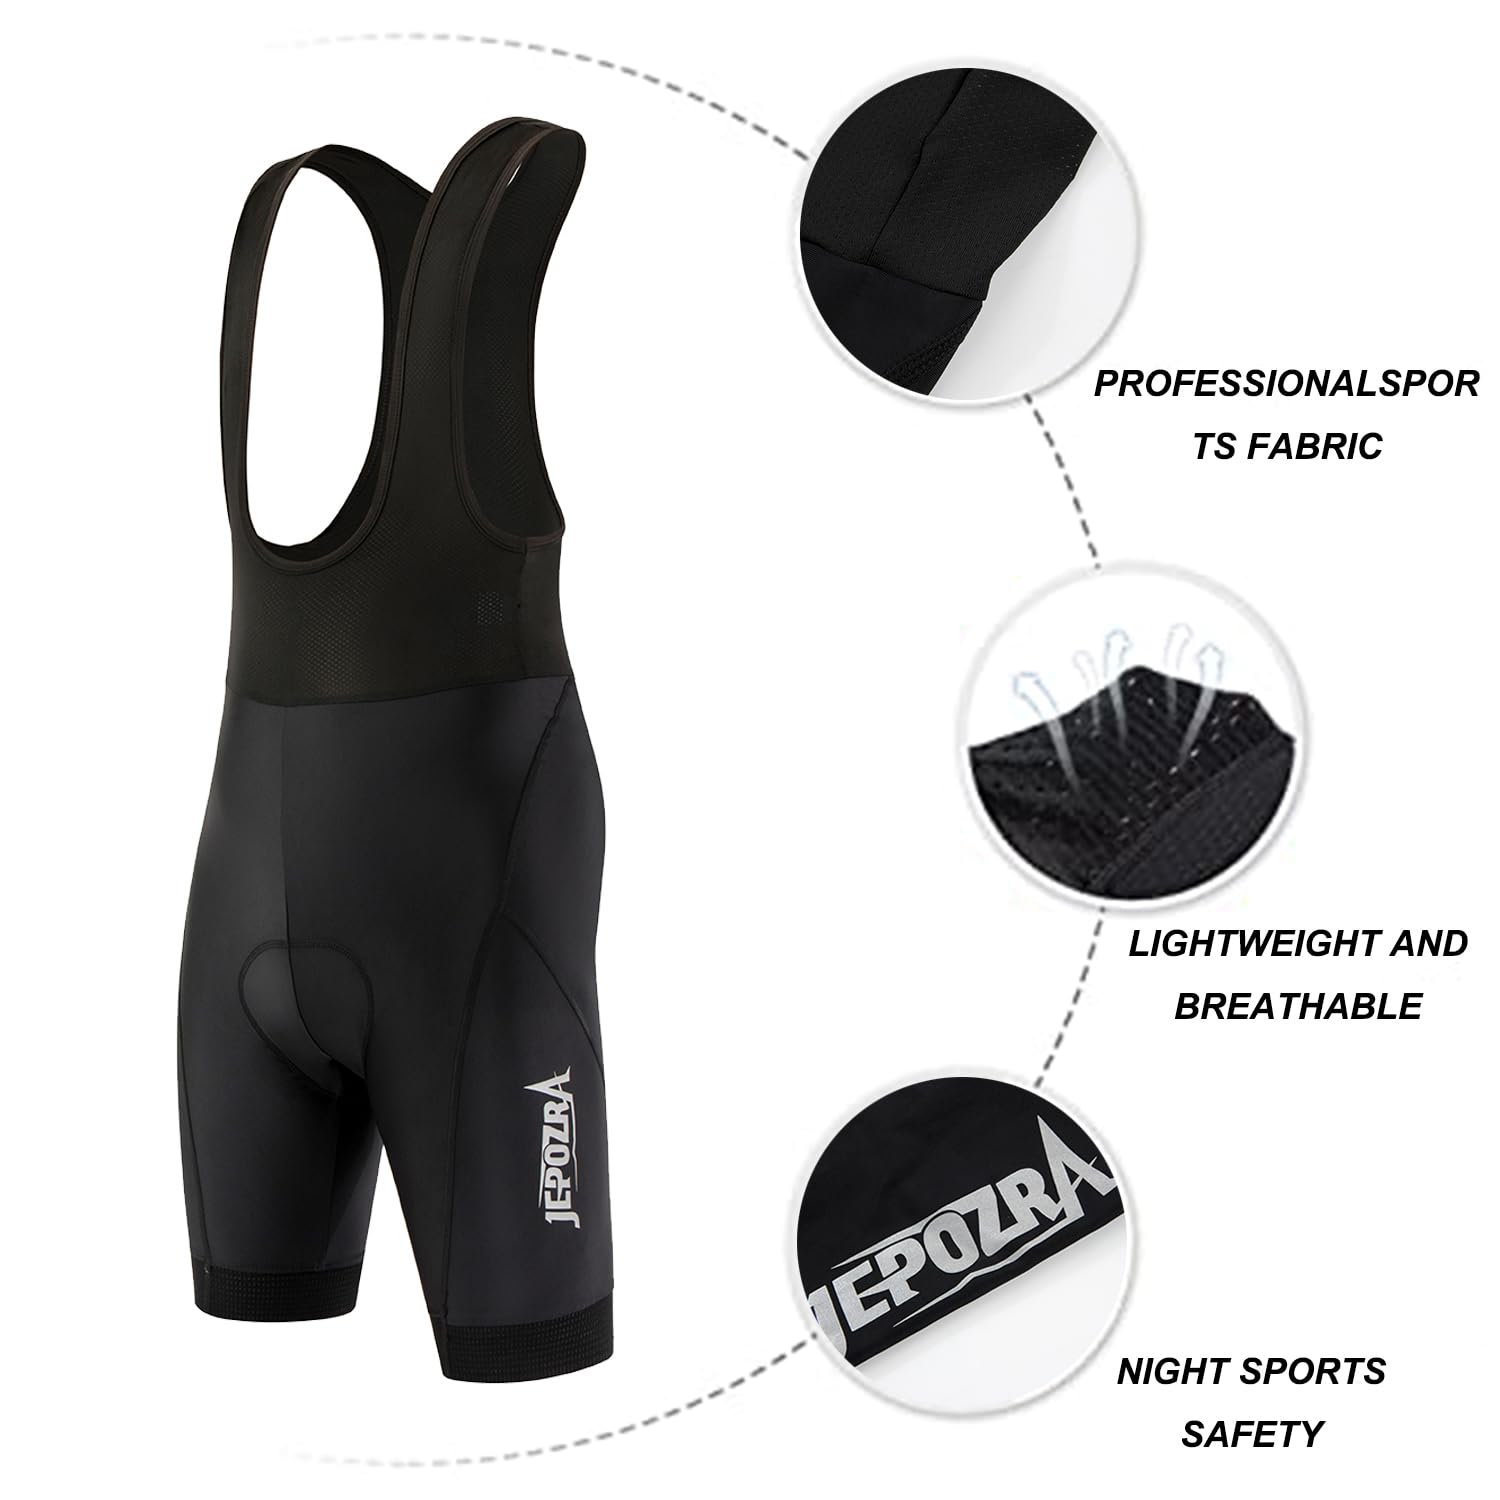 PROFESSIONALSPOR
TS FABRIC
LIGHTWEIGHT AND
BREATHABLE
JEPOZRA
JEPOZRA
NIGHT SPORTS
SAFETY